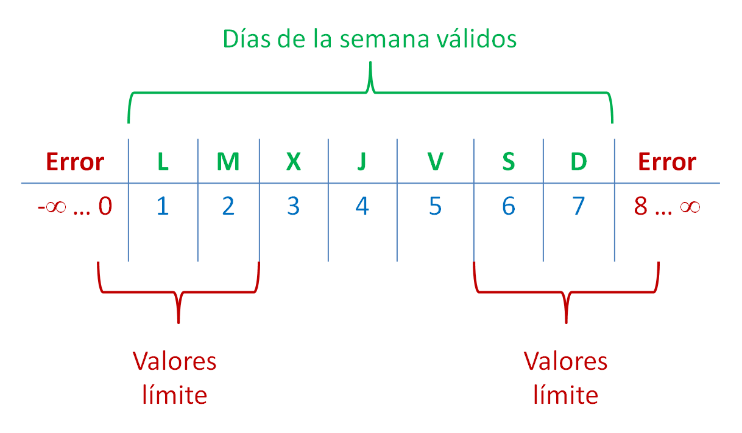 Días de la semana válidos
Error L M X J V S D Error
-∞ ... 0 1 2 3 4 5 6 7 8 ... ∞
Valores límite
Valores límite